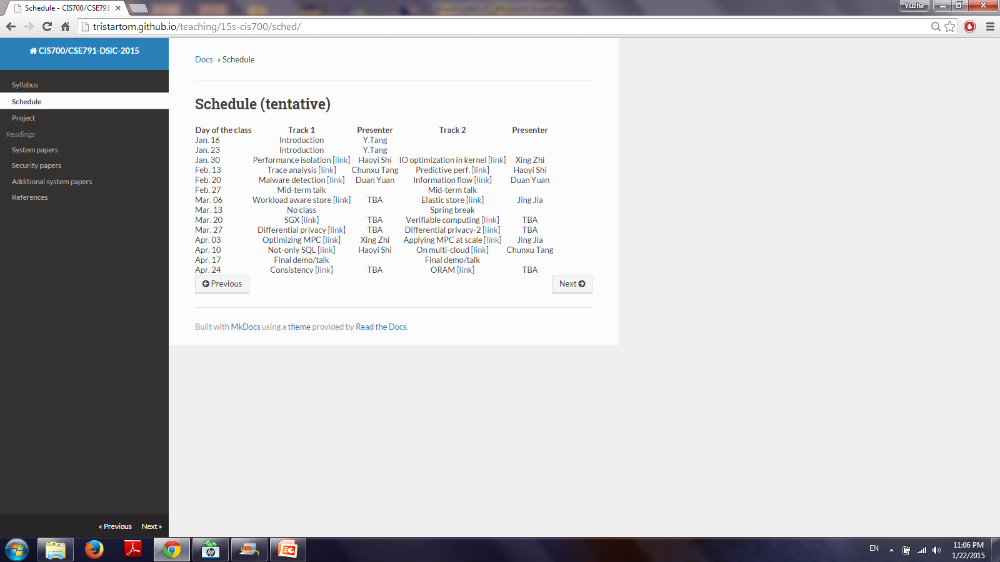 Schedule - CIS700/CSE791
Yuzhe
tristartom.github.io/teaching/15s-cis700/sched/
CIS700/CSE791-DSiC-2015
Syllabus
Schedule
Project
Readings
System papers
Security papers
Additional system papers
References
« Previous Next »
Docs » Schedule
Schedule (tentative)
Day of the class Track 1 Presenter Track 2 Presenter
Jan. 16 Introduction Y.Tang
Jan. 23 Introduction Y.Tang
Jan. 30 Performance isolation [link] Haoyi Shi IO optimization in kernel [link] Xing Zhi
Feb. 13 Trace analysis [link] Chunxu Tang Predictive perf. [link] Haoyi Shi
Feb. 20 Malware detection [link] Duan Yuan Information flow [link] Duan Yuan
Feb. 27 Mid-term talk Mid-term talk
Mar. 06 Workload aware store [link] TBA Elastic store [link] Jing Jia
Mar. 13 No class Spring break
Mar. 20 SGX [link] TBA Verifiable computing [link] TBA
Mar. 27 Differential privacy [link] TBA Differential privacy-2 [link] TBA
Apr. 03 Optimizing MPC [link] Xing Zhi Applying MPC at scale [link] Jing Jia
Apr. 10 Not-only SQL [link] Haoyi Shi On multi-cloud [link] Chunxu Tang
Apr. 17 Final demo/talk Final demo/talk
Apr. 24 Consistency [link] TBA ORAM [link] TBA
Previous Next
Built with MkDocs using a theme provided by Read the Docs.
hp
EN
11:06 PM
1/22/2015